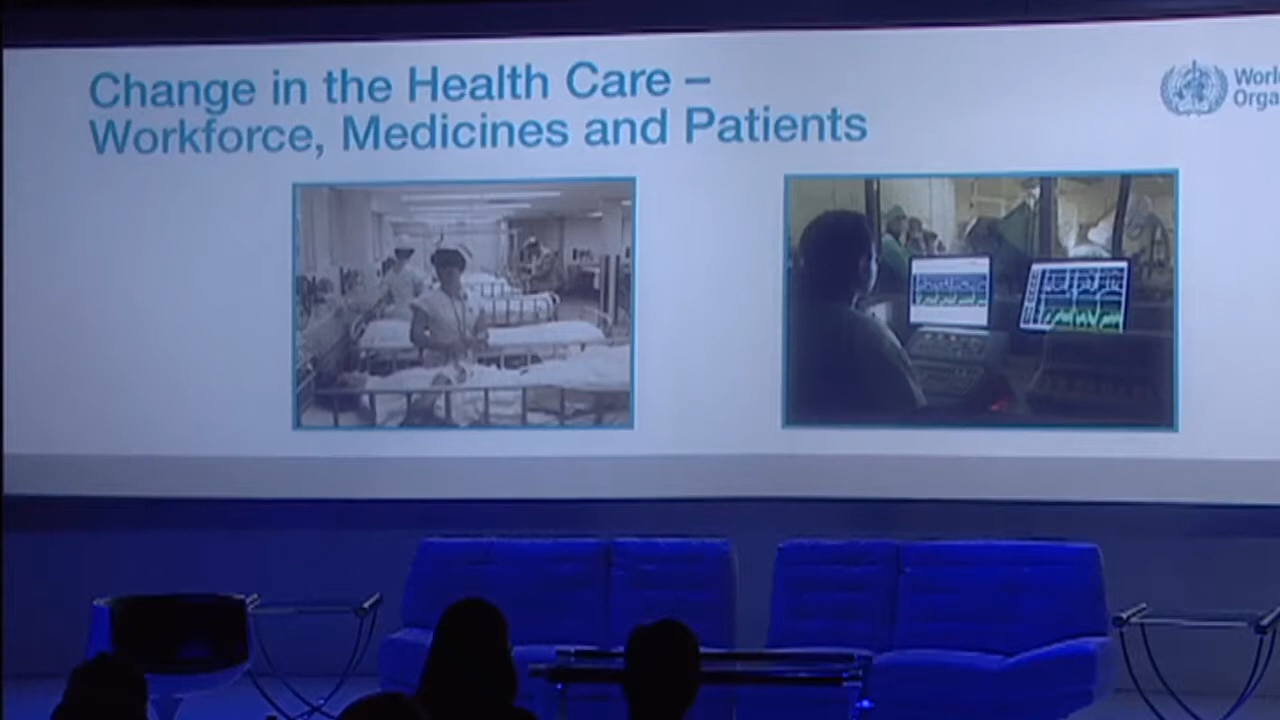 Change in the Health Care –
Workforce, Medicines and Patients
Worl
Orga